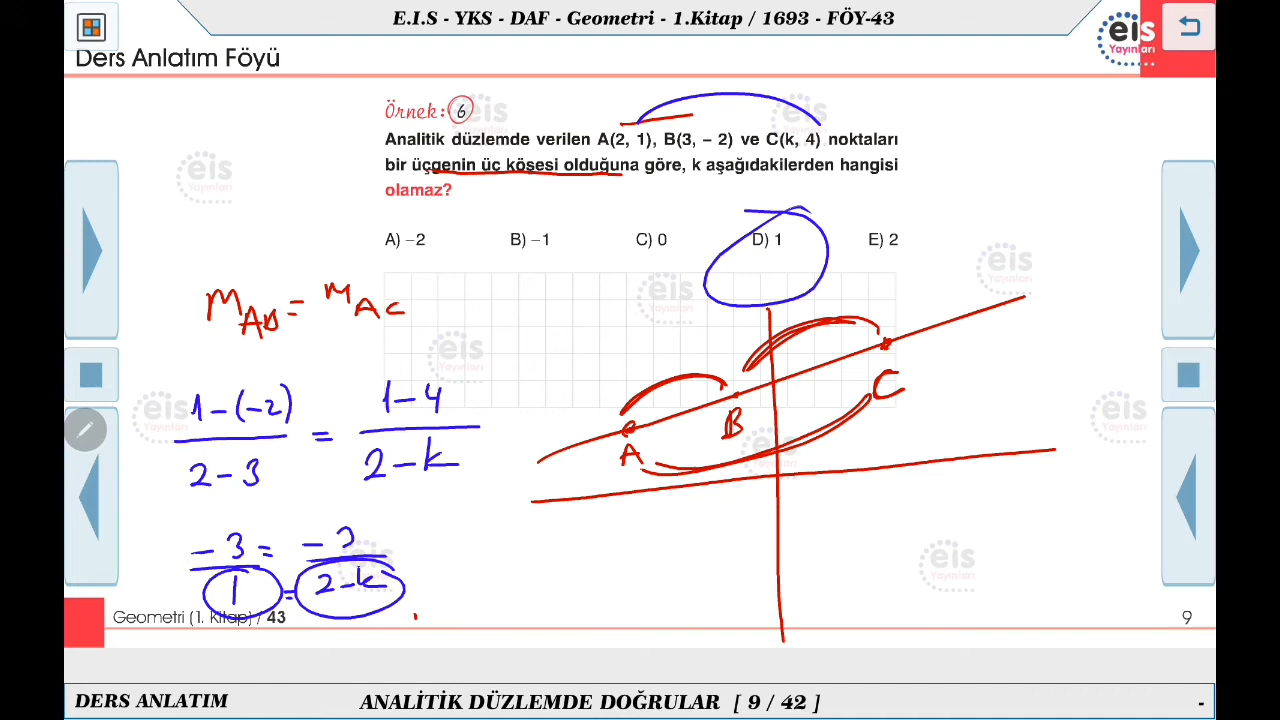 E.I.S - YKS - DAF - Geometri - 1.Kitap / 1693 - FÖY-43
eis
Yayınları
Ders Anlatım Föyü
Örnek: 6
Analitik düzlemde verilen A(2, 1), B(3, – 2) ve C(k, 4) noktaları
bir üçgenin üç köşesi olduğuna göre, k aşağıdakilerden hangisi
olamaz?
A) –2 B) –1 C) 0 D) 1 E) 2
m_AB = m_AC
1-(-2) / 2-3 = 1-4 / 2-k
-3 / 1 = -3 / 2-k
A
B
C
Geometri (1. Kitap) / 43
9
DERS ANLATIM
ANALİTİK DÜZLEMDE DOĞRULAR [ 9 / 42 ]
-